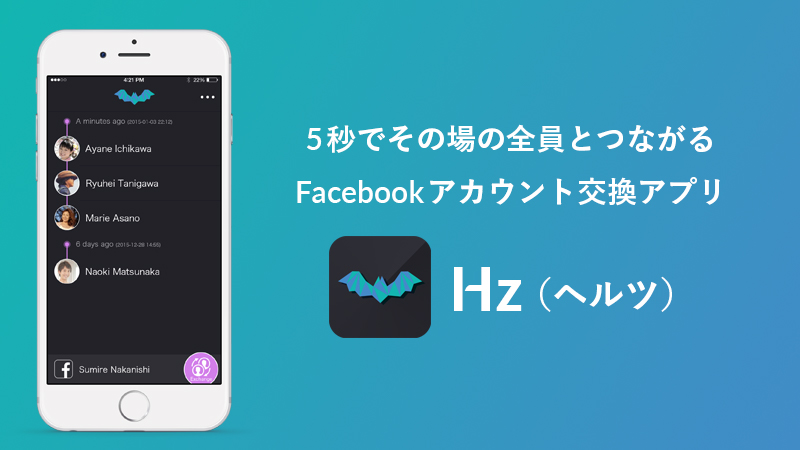 4:21 PM
22%
A minutos ago (2015-01-03 22:12)
Ayane Ichikawa
Ryuhei Tanigawa
Marie Asano
6 days ago (2015-12-28 14:65)
Naoki Matsunaka
f Sumire Nakanishi
Exchange
5秒でその場の全員とつながる
Facebookアカウント交換アプリ
Hz（ヘルツ）